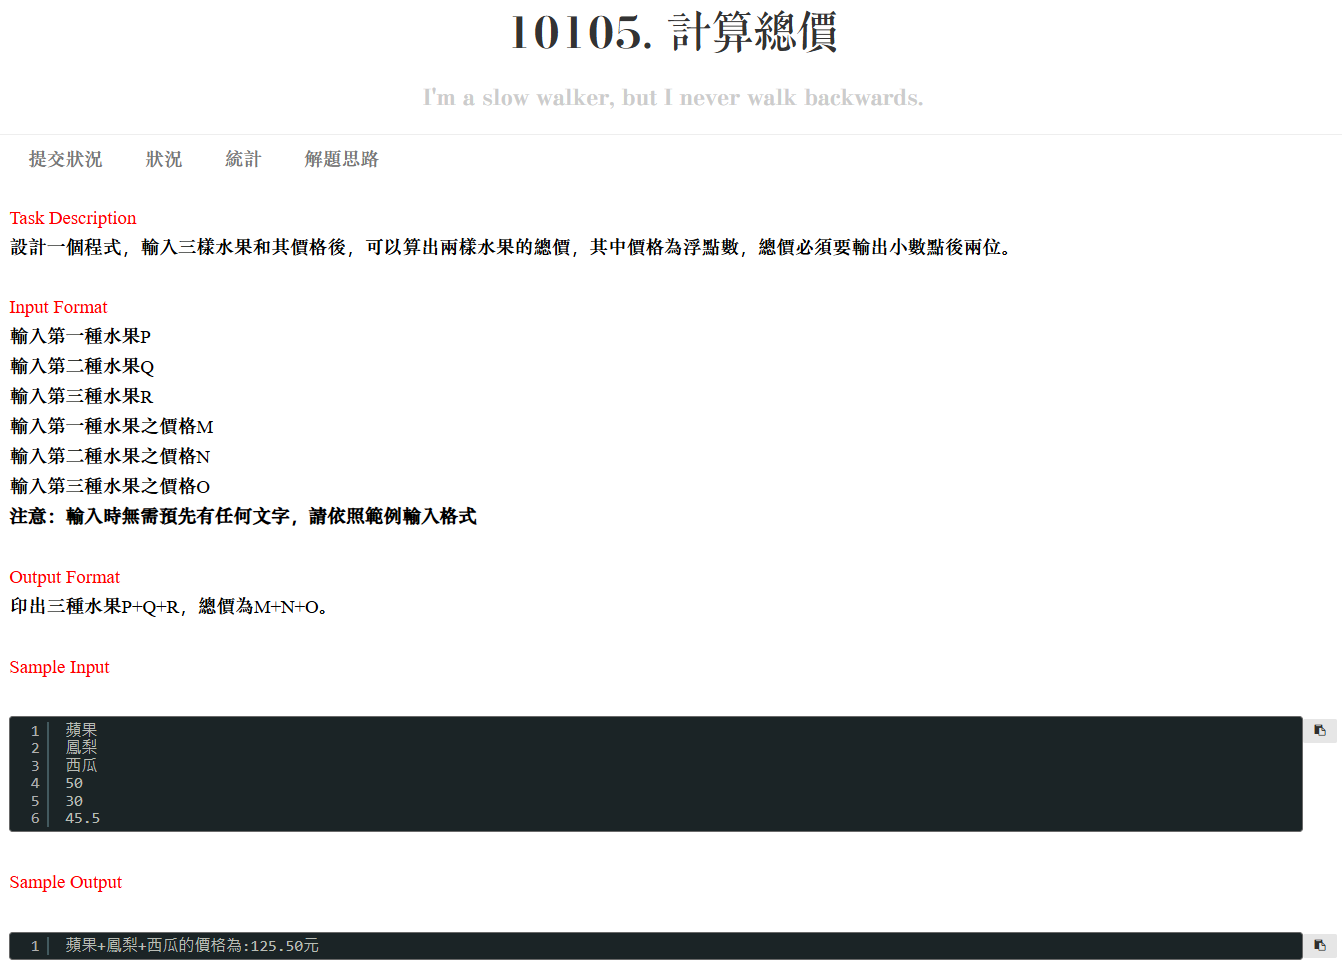 10105. 計算總價
I'm a slow walker, but I never walk backwards.
提交狀況 狀況 統計 解題思路
Task Description
設計一個程式，輸入三樣水果和其價格後，可以算出兩樣水果的總價，其中價格為浮點數，總價必須要輸出小數點後兩位。
Input Format
輸入第一種水果P
輸入第二種水果Q
輸入第三種水果R
輸入第一種水果之價格M
輸入第二種水果之價格N
輸入第三種水果之價格O
注意：輸入時無需預先有任何文字，請依照範例輸入格式
Output Format
印出三種水果P+Q+R，總價為M+N+O。
Sample Input
1 蘋果
2 鳳梨
3 西瓜
4 50
5 30
6 45.5
Sample Output
1 蘋果+鳳梨+西瓜的價格為:125.50元